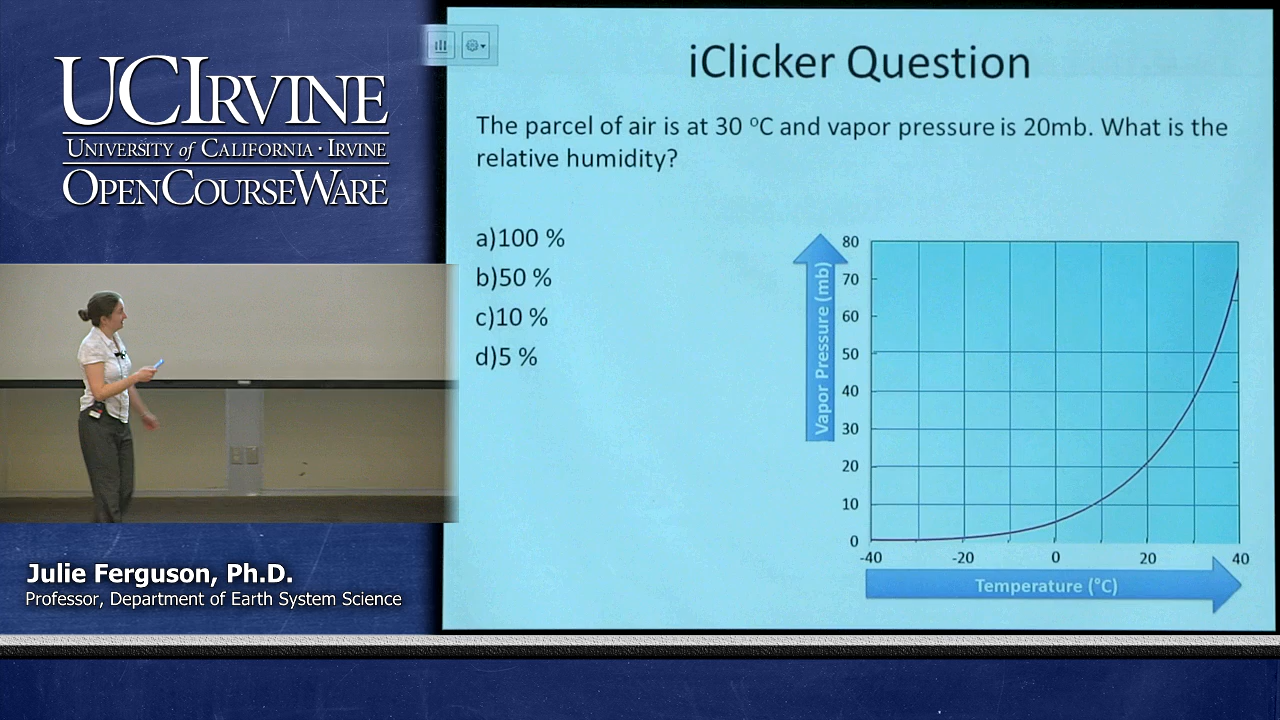 UCIRVINE
UNIVERSITY of CALIFORNIA · IRVINE
OPENCOURSEWARE
iClicker Question
The parcel of air is at 30 °C and vapor pressure is 20mb. What is the
relative humidity?
a)100 %
b)50 %
c)10 %
d)5 %
Vapor Pressure (mb)
80
70
60
50
40
30
20
10
0
-40
-20
0
20
40
Temperature (°C)
Julie Ferguson, Ph.D.
Professor, Department of Earth System Science